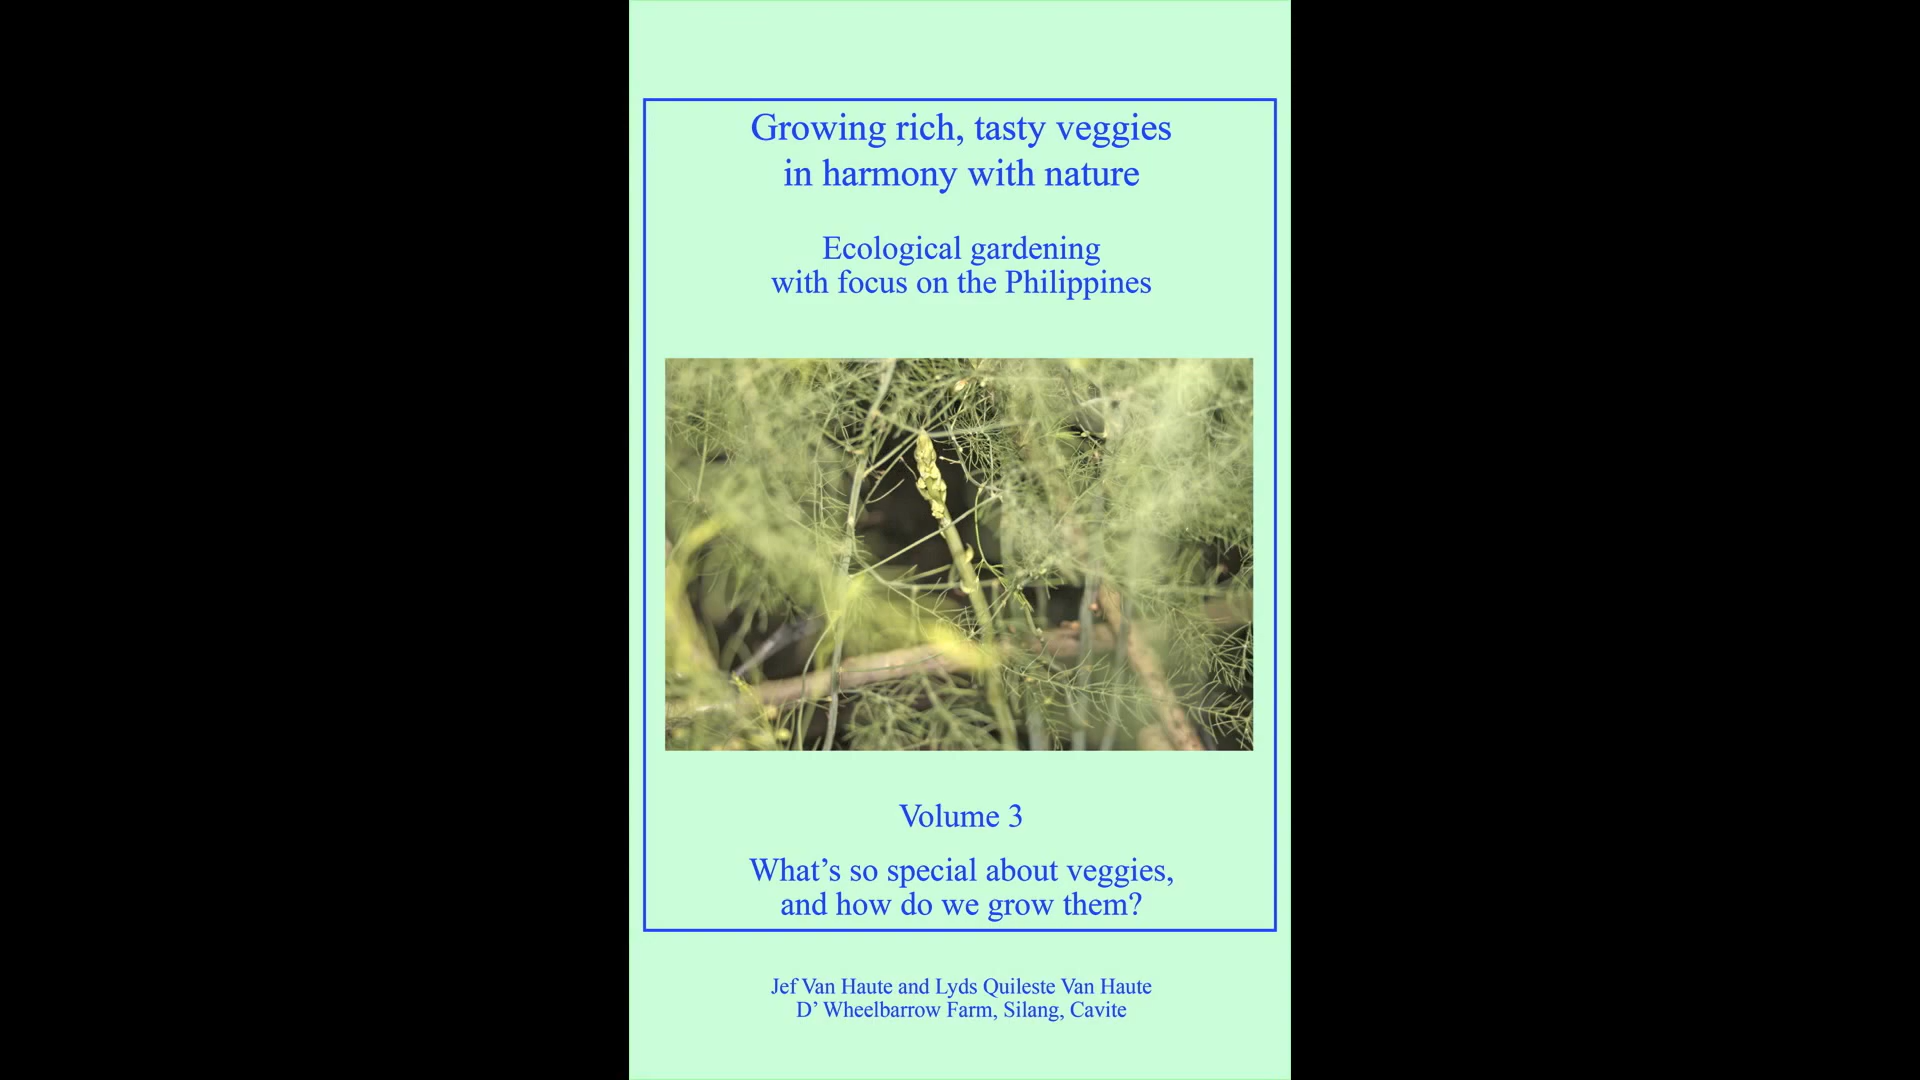 Growing rich, tasty veggies
in harmony with nature
Ecological gardening
with focus on the Philippines
Volume 3
What’s so special about veggies,
and how do we grow them?
Jef Van Haute and Lyds Quileste Van Haute
D’ Wheelbarrow Farm, Silang, Cavite